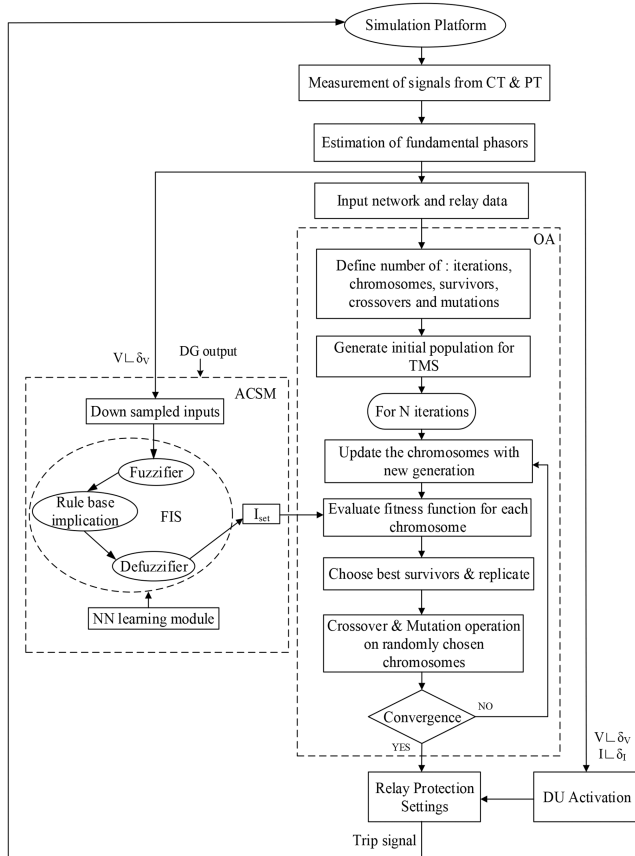 Simulation Platform
Measurement of signals from CT & PT
Estimation of fundamental phasors
Input network and relay data
OA
Define number of : iterations,
chromosomes, survivors,
crossovers and mutations
Generate initial population for
TMS
For N iterations
Update the chromosomes with
new generation
Evaluate fitness function for each
chromosome
Choose best survivors & replicate
Crossover & Mutation operation
on randomly chosen
chromosomes
Convergence
NO
YES
V∟δV
DG output
ACSM
Down sampled inputs
Fuzzifier
Rule base
implication
FIS
Defuzzifier
Iset
NN learning module
V∟δV
I∟δI
Relay Protection
Settings
DU Activation
Trip signal